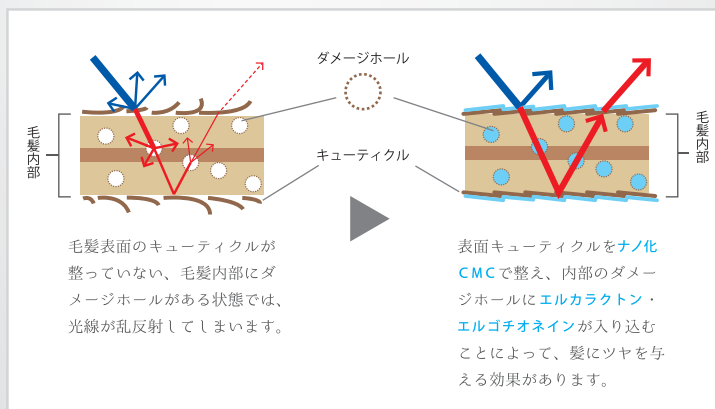 ダメージホール
毛髪内部
キューティクル
毛髪内部
毛髪表面のキューティクルが
整っていない、毛髪内部にダ
メージホールがある状態では、
光線が乱反射してしまいます。
表面キューティクルをナノ化
CMCで整え、内部のダメー
ジホールにエルカラクトン・
エルゴチオネインが入り込む
ことによって、髪にツヤを与
える効果があります。